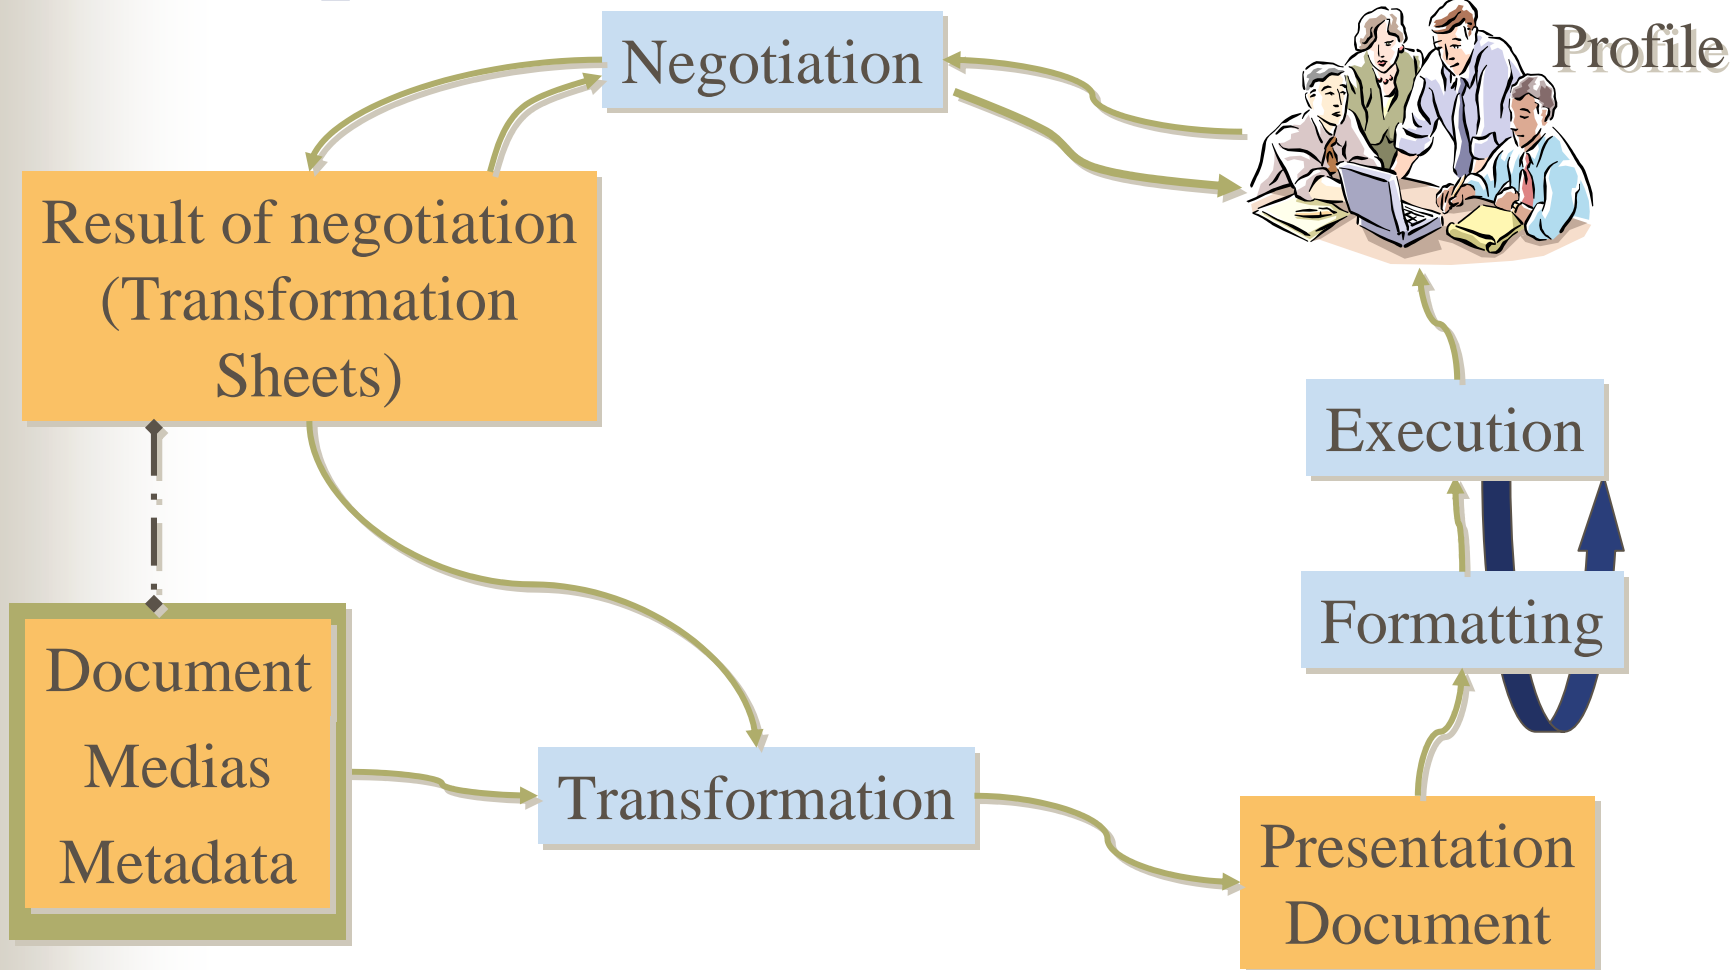 Negotiation
Profile
Result of negotiation
(Transformation
Sheets)
Execution
Formatting
Document
Medias
Metadata
Transformation
Presentation
Document